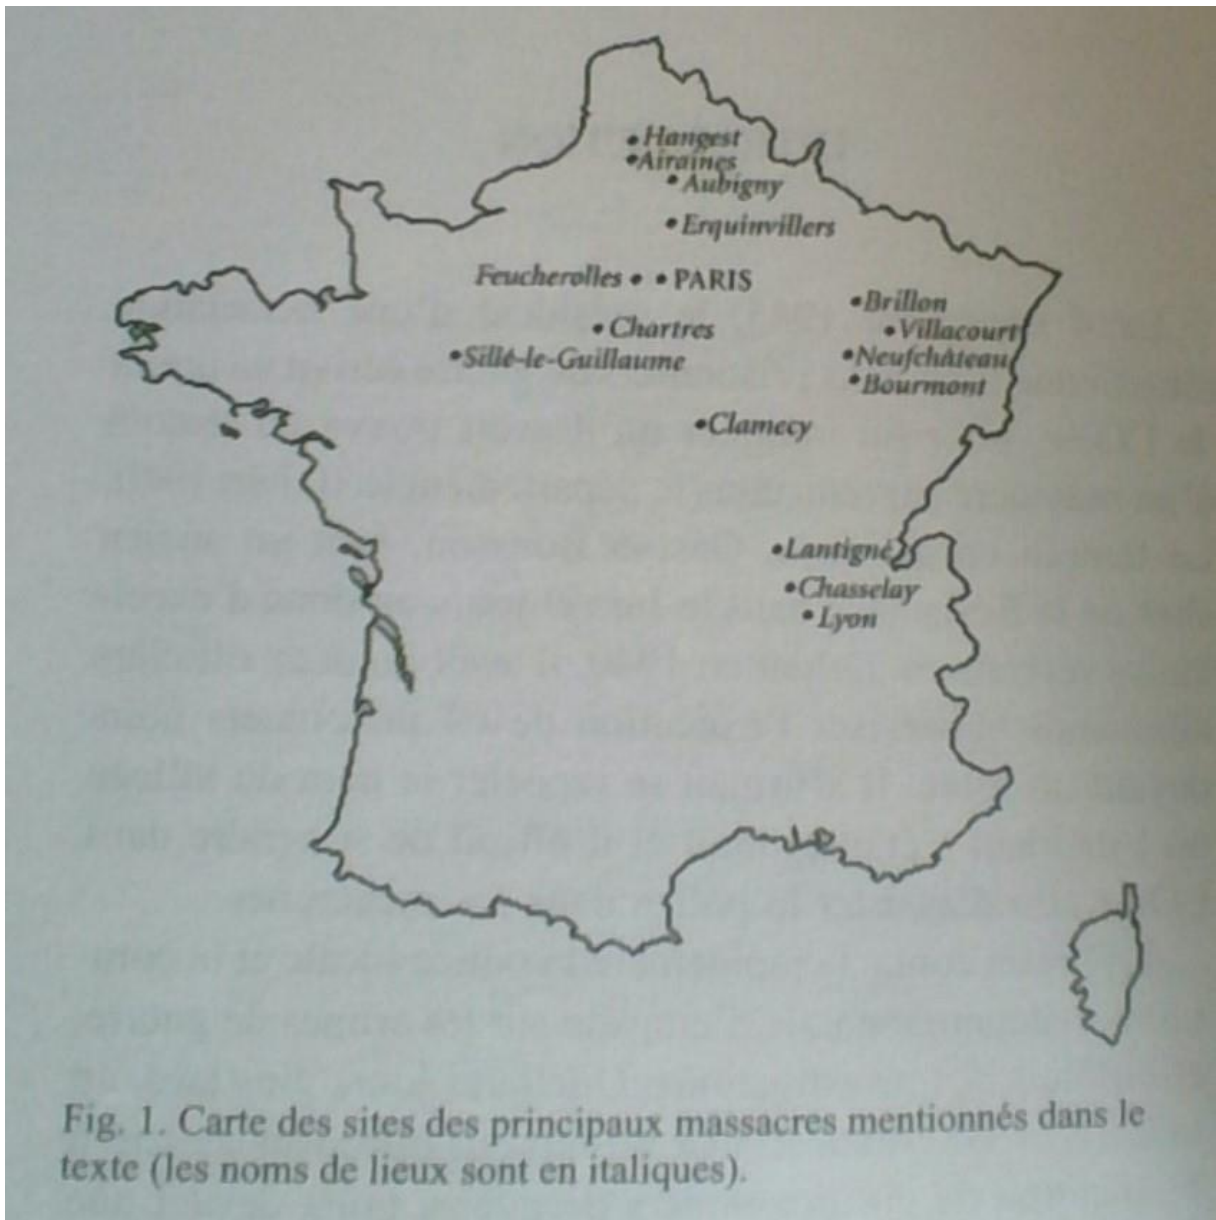 Hangest
Airaines
Aubigny
Erquinvillers
Feucherolles PARIS
Brillon
Chartres
Villacourt
Sillé-le-Guillaume
Neufchâteau
Bourmont
Clamecy
Lantigné
Chasselay
Lyon
Fig. 1. Carte des sites des principaux massacres mentionnés dans le
texte (les noms de lieux sont en italiques).